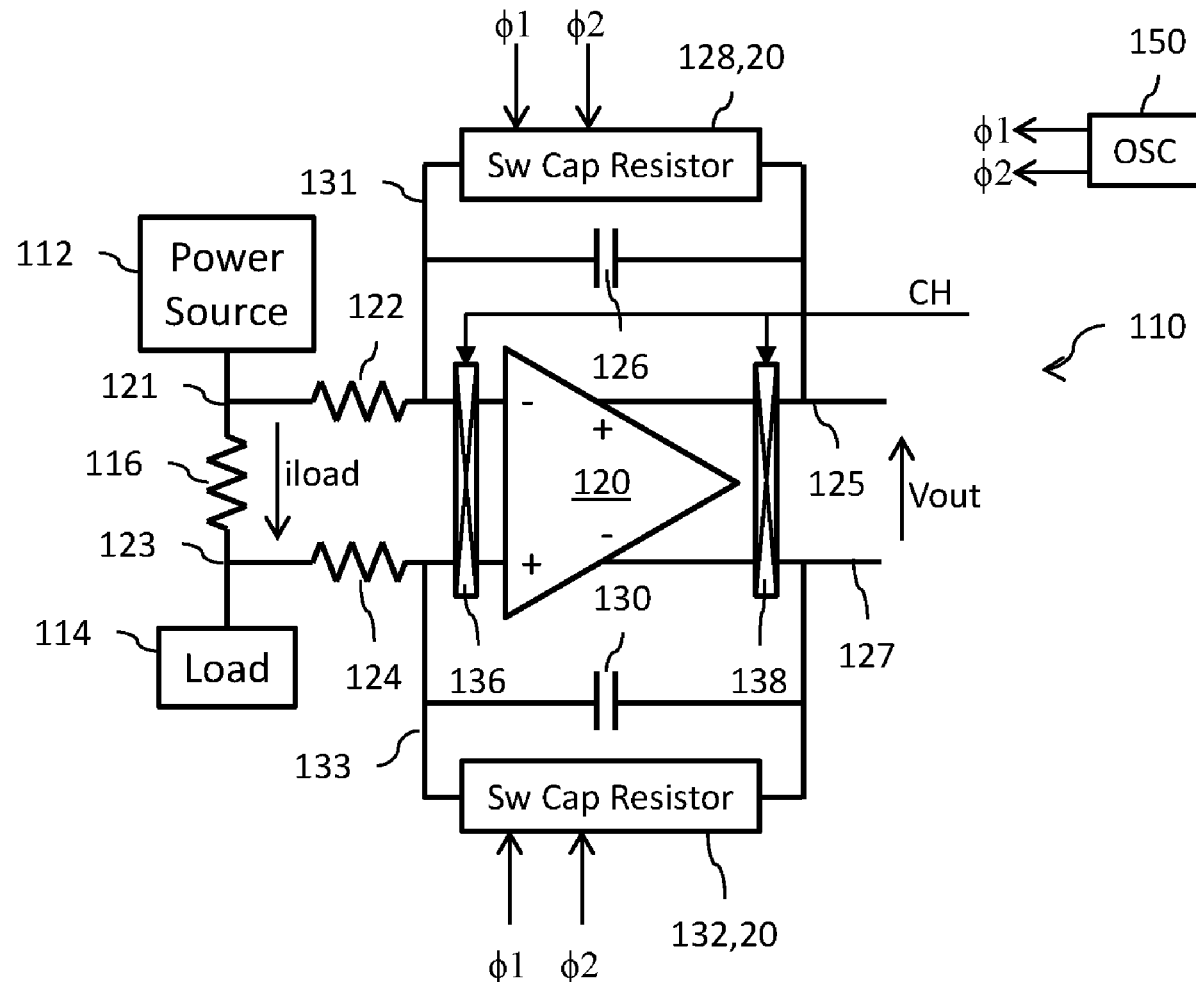 ϕ1
ϕ2
128,20
150
ϕ1
ϕ2
OSC
Sw Cap Resistor
131
112
Power
Source
122
CH
110
126
121
-
+
116
iload
120
125
Vout
123
-
+
130
127
114
Load
124
136
138
133
Sw Cap Resistor
132,20
ϕ1
ϕ2